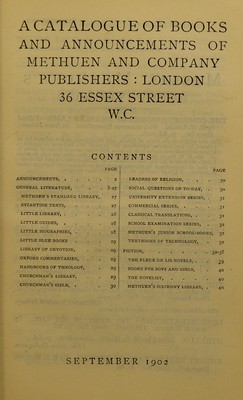 A CATALOGUE OF BOOKS
AND ANNOUNCEMENTS OF
METHUEN AND COMPANY
PUBLISHERS : LONDON
36 ESSEX STREET
W.C.
CONTENTS
PAGE
ANNOUNCEMENTS, . . . 2
GENERAL LITERATURE, . . 8-27
METHUEN'S STANDARD LIBRARY, . 27
BYZANTINE TEXTS, . . . 27
LITTLE LIBRARY, . . . 28
LITTLE GUIDES, . . . 28
LITTLE BIOGRAPHIES, . . 28
LITTLE BLUE BOOKS . . 29
LIBRARY OF DEVOTION, . . 29
OXFORD COMMENTARIES, . . 29
HANDBOOKS OF THEOLOGY, . . 29
CHURCHMAN'S LIBRARY, . . 29
CHURCHMAN'S BIBLE, . . 30
PAGE
LEADERS OF RELIGION, . . 30
SOCIAL QUESTIONS OF TO-DAY, . 30
UNIVERSITY EXTENSION SERIES, . 31
COMMERCIAL SERIES, . . 31
CLASSICAL TRANSLATIONS, . . 31
SCHOOL EXAMINATION SERIES, . 31
METHUEN'S JUNIOR SCHOOL-BOOKS, . 31
TEXTBOOKS OF TECHNOLOGY, . 32
FICTION, . . .
THE FLEUR DE LIS NOVELS, . 39
BOOKS FOR BOYS AND GIRLS, . 40
THE NOVELIST, . . . 40
METHUEN'S SIXPENNY LIBRARY, . 40
SEPTEMBER 1902